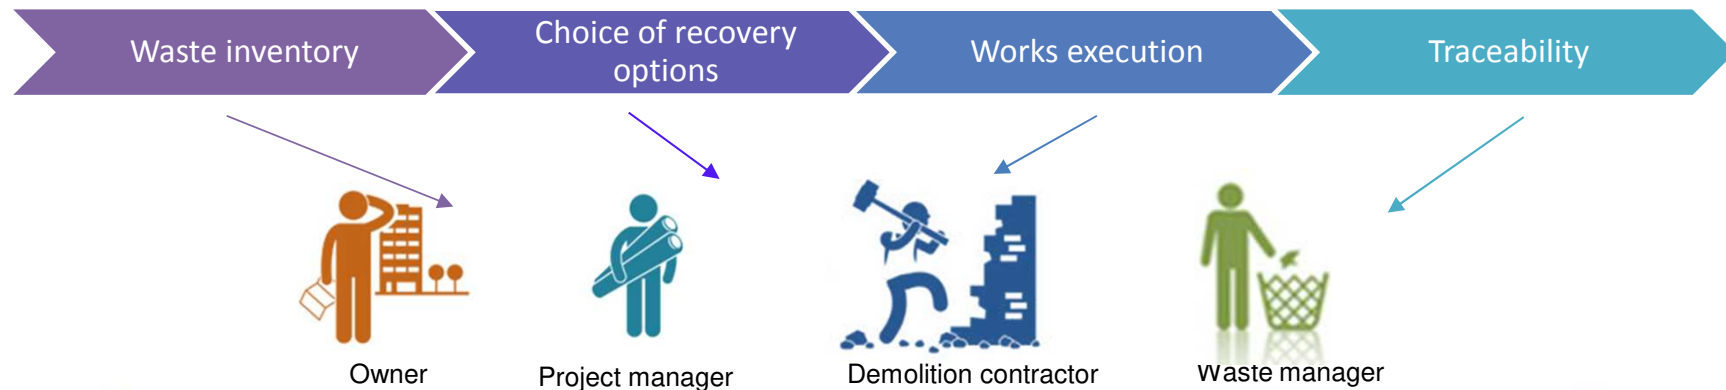 Waste inventory
Choice of recovery
options
Works execution
Traceability
Owner
Project manager
Demolition contractor
Waste manager